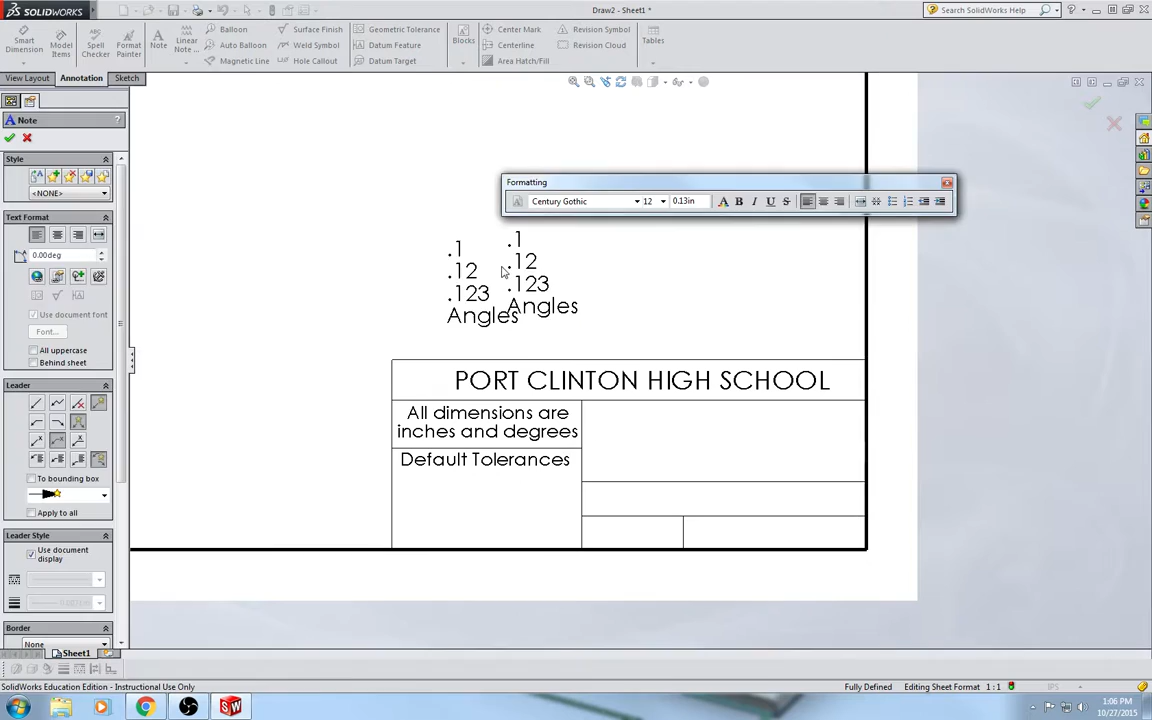 SOLIDWORKS
Draw2 - Sheet1 *
Search SolidWorks Help
Smart Dimension
Model Items
Spell Checker
Format Painter
Note
Linear Note ...
Balloon
Auto Balloon
Magnetic Line
Surface Finish
Weld Symbol
Hole Callout
Geometric Tolerance
Datum Feature
Datum Target
Blocks
Center Mark
Centerline
Area Hatch/Fill
Revision Symbol
Revision Cloud
Tables
View Layout
Annotation
Sketch
Note
?
Style
<NONE>
Text Format
0.00deg
Use document font
Font...
All uppercase
Behind sheet
Leader
To bounding box
Apply to all
Leader Style
Use document display
Border
None
Formatting
Century Gothic
12
0.13in
A B I U S
.1
.12
.123
Angles
.1
.12
.123
Angles
PORT CLINTON HIGH SCHOOL
All dimensions are
inches and degrees
Default Tolerances
Sheet1
SolidWorks Education Edition - Instructional Use Only
Fully Defined
Editing Sheet Format
1 : 1
IPS
1:06 PM
10/27/2015